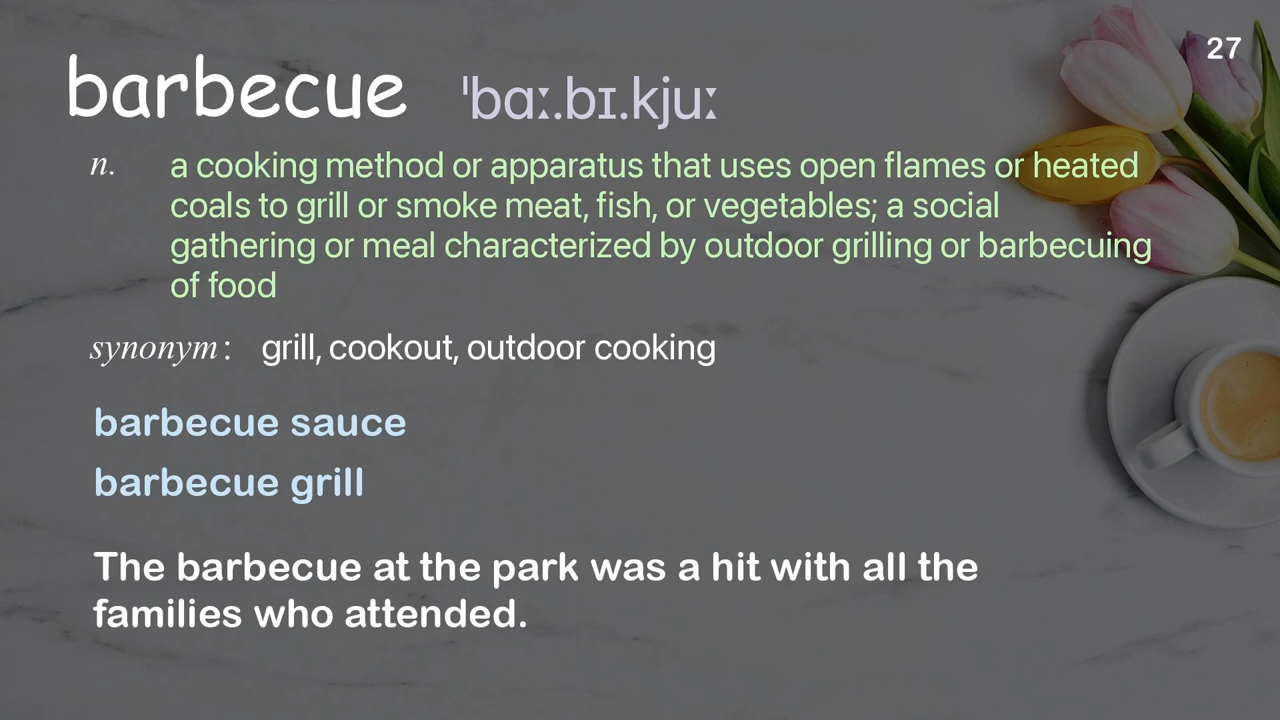 27
barbecue ˈbɑː.bɪ.kjuː
n. a cooking method or apparatus that uses open flames or heated
coals to grill or smoke meat, fish, or vegetables; a social
gathering or meal characterized by outdoor grilling or barbecuing
of food
synonym: grill, cookout, outdoor cooking
barbecue sauce
barbecue grill
The barbecue at the park was a hit with all the
families who attended.